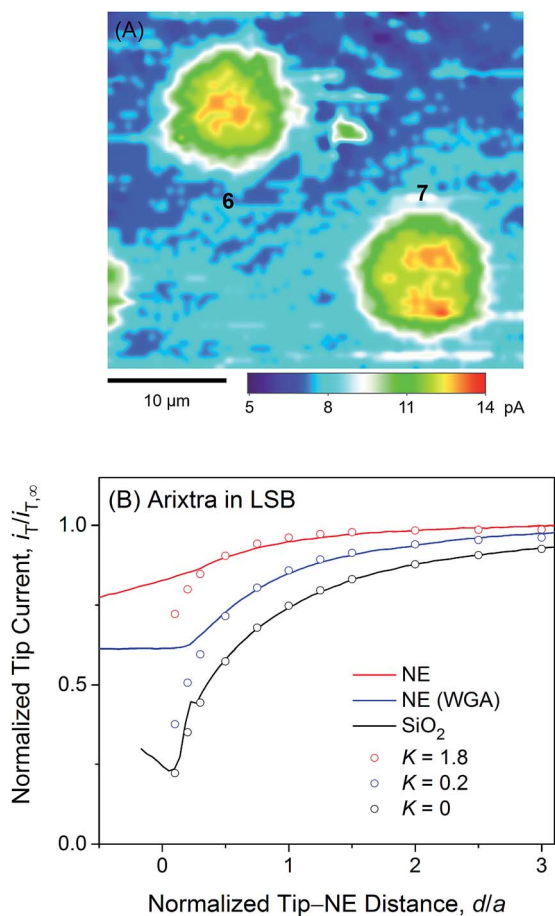 (A)
6
7
10 µm
5 8 11 14 pA
(B) Arixtra in LSB
Normalized Tip Current, iT/iT,∞
1.0
0.5
0.0
NE
NE (WGA)
SiO2
K = 1.8
K = 0.2
K = 0
0 1 2 3
Normalized Tip–NE Distance, d/a